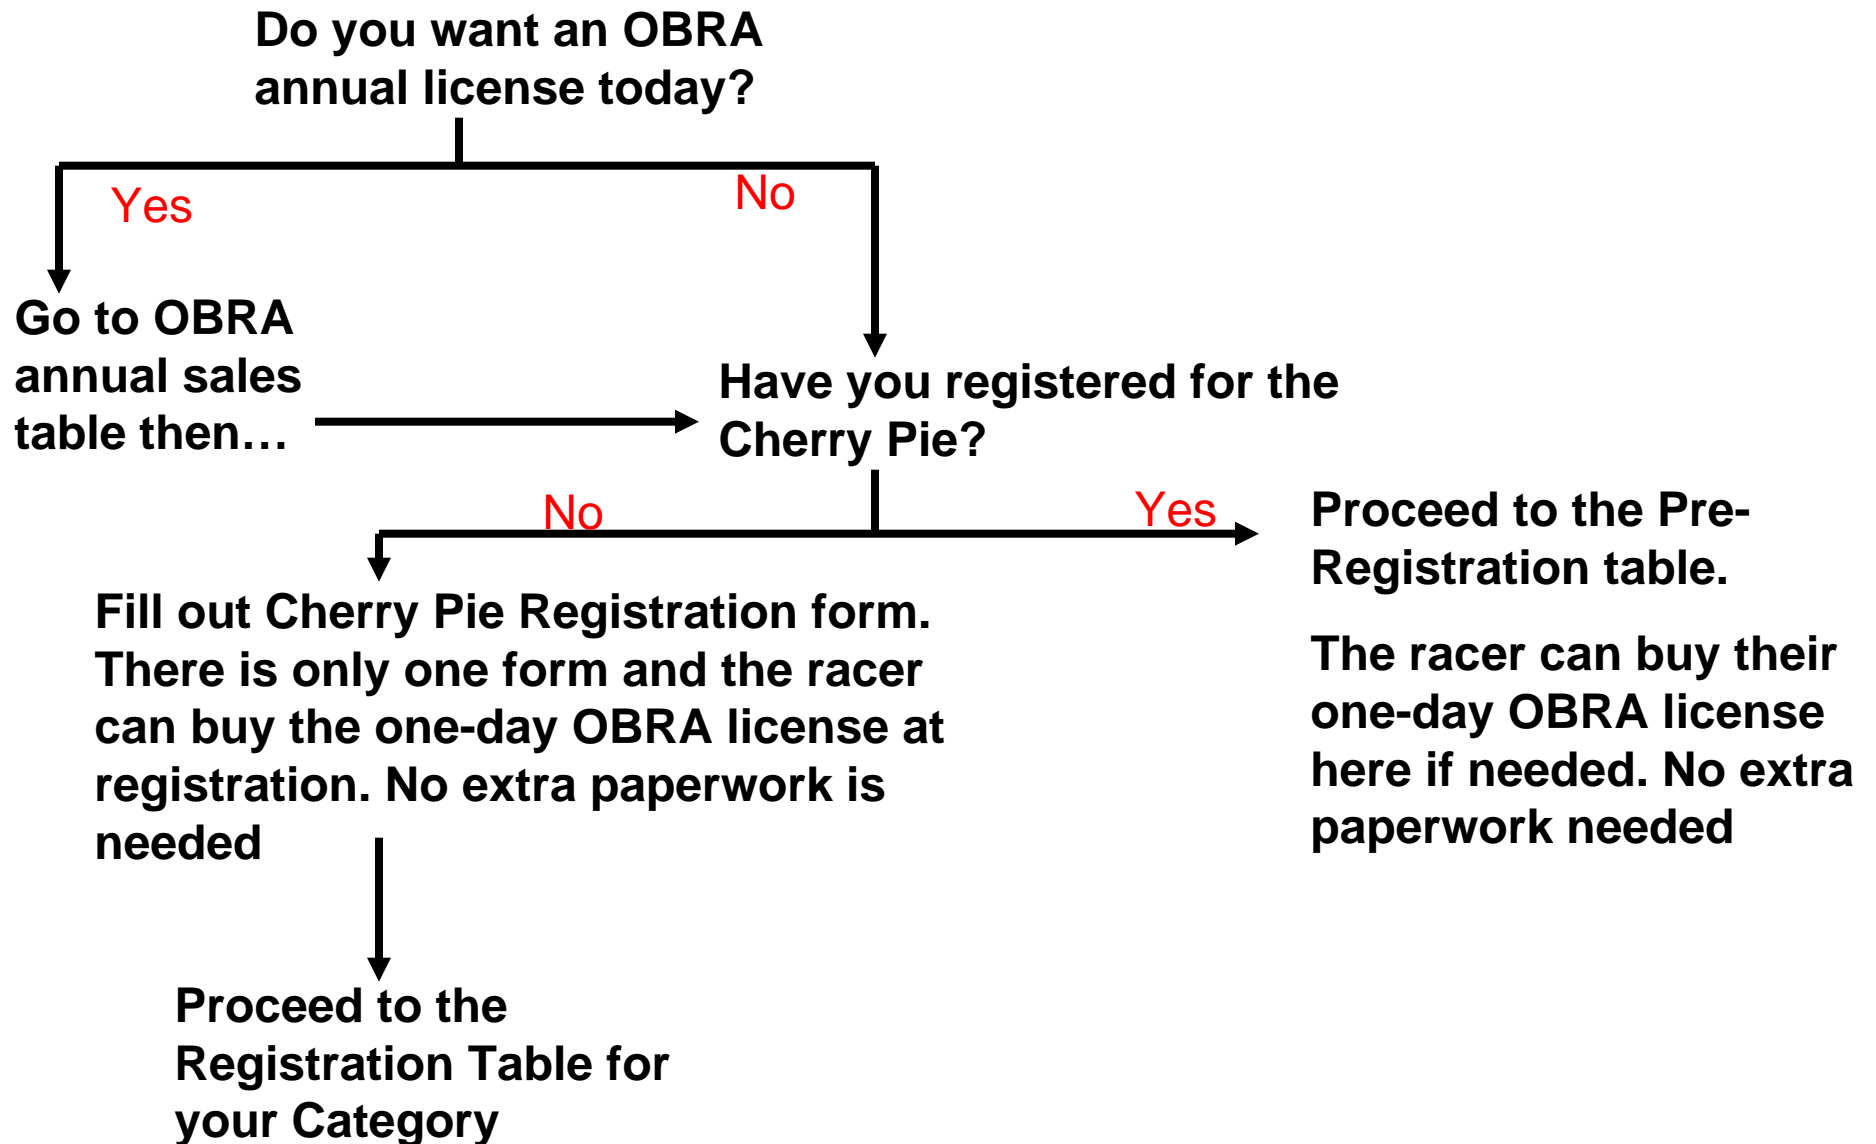 Do you want an OBRA
annual license today?
Yes
No
Go to OBRA
annual sales
table then…
Have you registered for the
Cherry Pie?
No
Yes
Fill out Cherry Pie Registration form.
There is only one form and the racer
can buy the one-day OBRA license at
registration. No extra paperwork is
needed
Proceed to the Pre-
Registration table.
The racer can buy their
one-day OBRA license
here if needed. No extra
paperwork needed
Proceed to the
Registration Table for
your Category